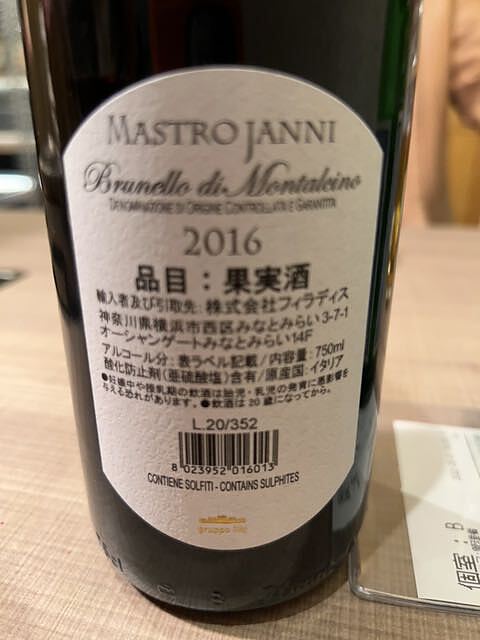 MASTROJANNI
Brunello di Montalcino
DENOMINAZIONE DI ORIGINE CONTROLLATA E GARANTITA
2016
品目：果実酒
輸入者及び引取先：株式会社フィラディス
神奈川県横浜市西区みなとみらい3-7-1
オーシャンゲートみなとみらい14F
アルコール分：表ラベル記載/内容量：750ml
酸化防止剤（亜硫酸塩）含有/原産国：イタリア
●妊娠中や授乳期の飲酒は胎児・乳児の発育に悪影響を
与える恐れがあります。●飲酒は20歳になってから。
L.20/352
8 023952 016013
CONTIENE SOLFITI - CONTAINS SULPHITES
gruppo illy
個室：B